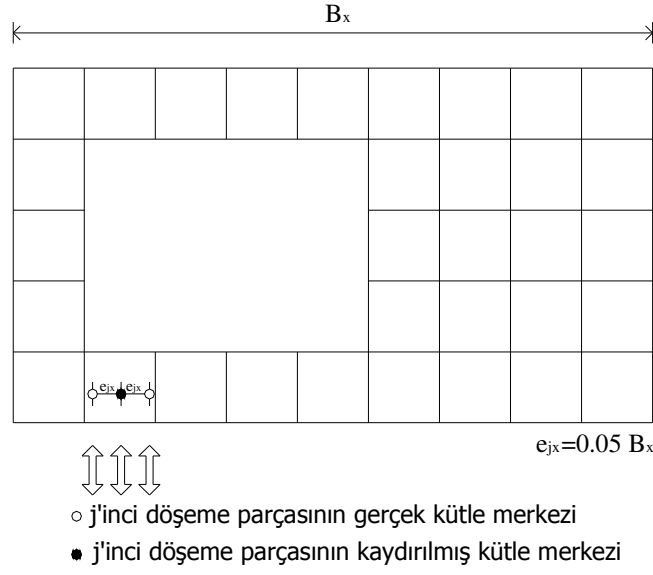 Bx
ejx ejx
ejx=0.05 Bx
j'inci döşeme parçasının gerçek kütle merkezi
j'inci döşeme parçasının kaydırılmış kütle merkezi